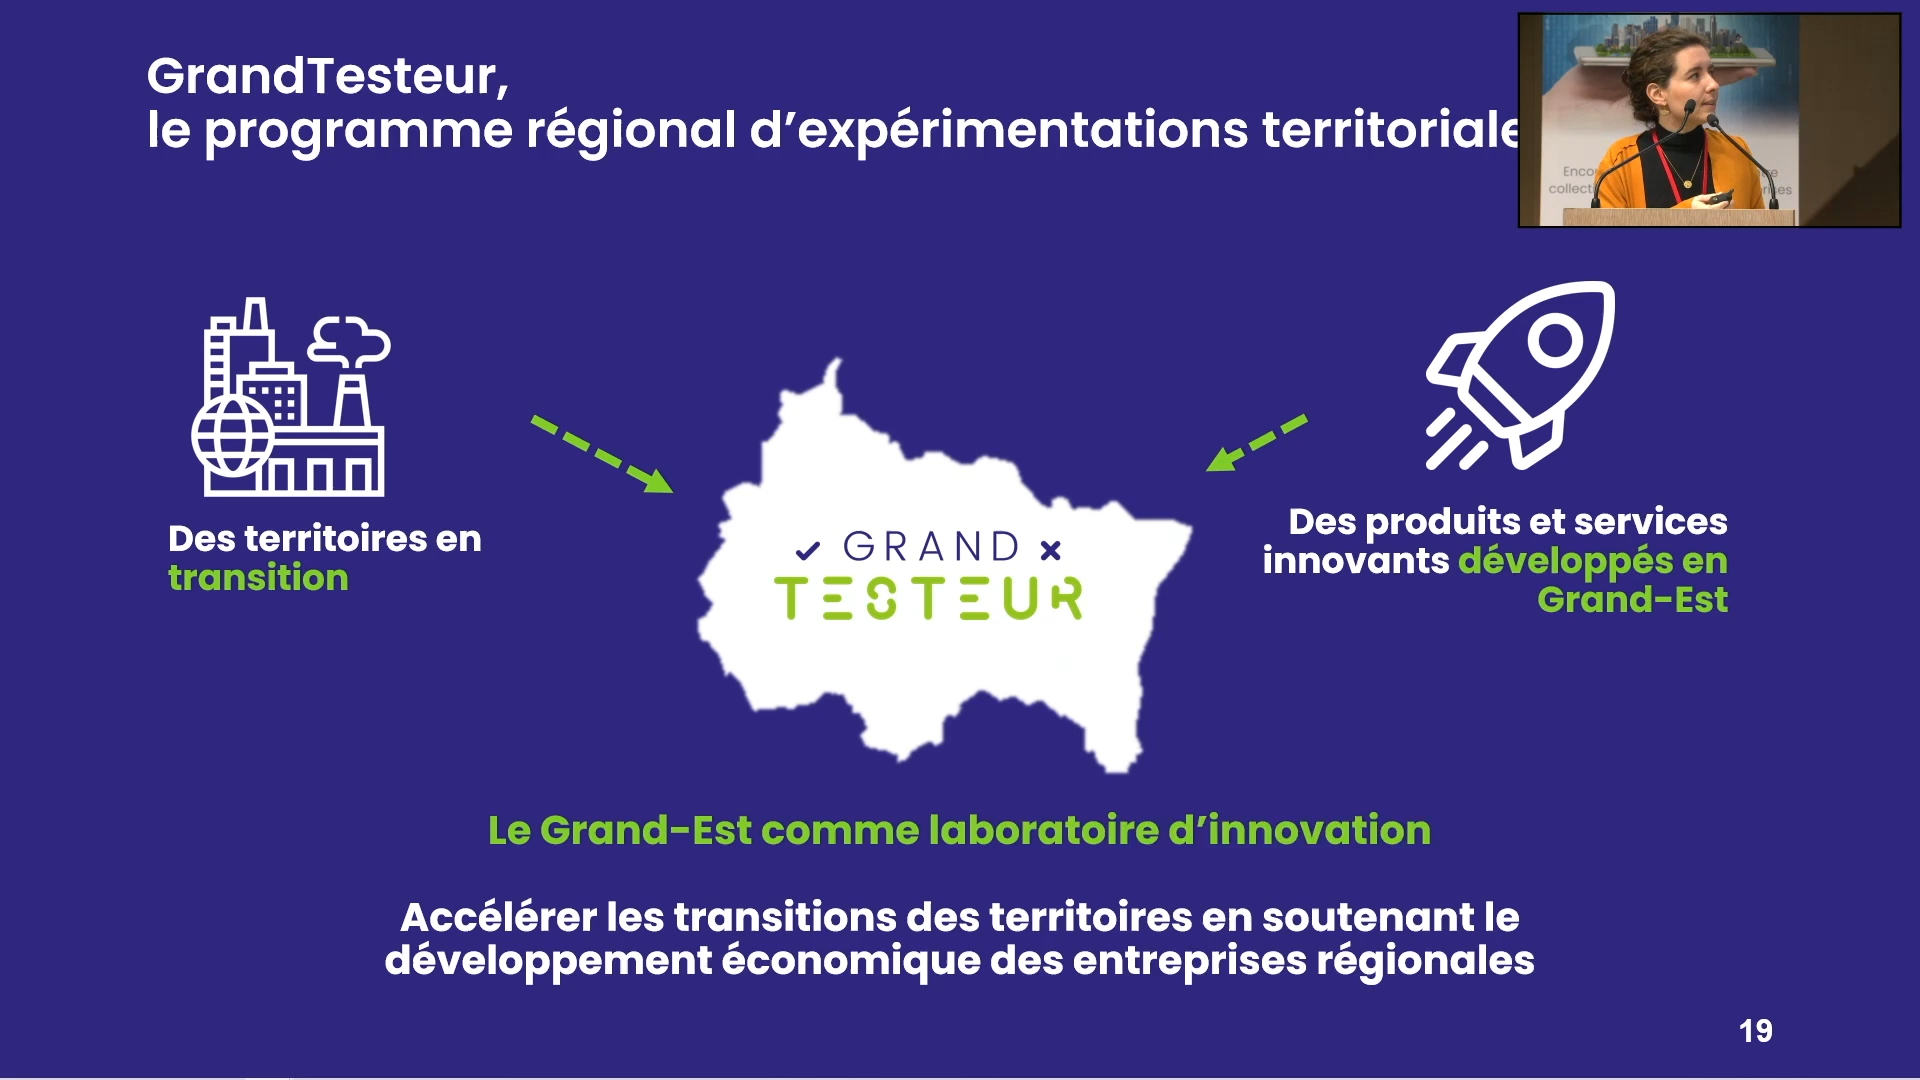 GrandTesteur,
le programme régional d’expérimentations territoriale
Des territoires en
transition
GRAND
TESTEUR
Des produits et services
innovants développés en
Grand-Est
Le Grand-Est comme laboratoire d’innovation
Accélérer les transitions des territoires en soutenant le
développement économique des entreprises régionales
19